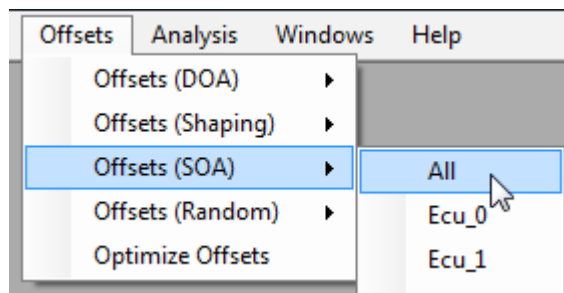 Offsets Analysis Windows Help
Offsets (DOA)
Offsets (Shaping)
Offsets (SOA)
All
Offsets (Random)
Ecu_0
Optimize Offsets
Ecu_1